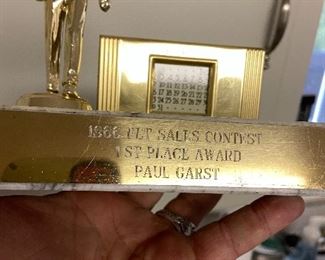 1966 FLT SALES CONTEST
1ST PLACE AWARD
PAUL GARST